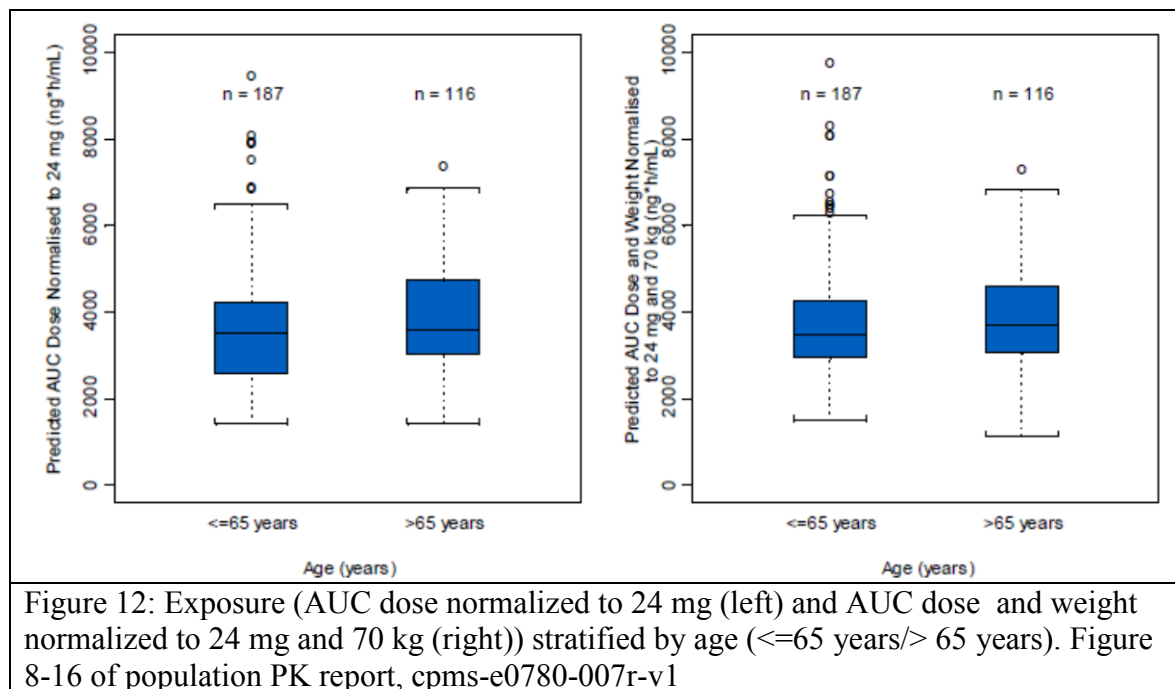 Predicted AUC Dose Normalised to 24 mg (ng*h/mL)
10000
8000
6000
4000
2000
0
n = 187
n = 116
<=65 years
>65 years
Age (years)
Predicted AUC Dose and Weight Normalised
to 24 mg and 70 kg (ng*h/mL)
10000
8000
6000
4000
2000
0
n = 187
n = 116
<=65 years
>65 years
Age (years)
Figure 12: Exposure (AUC dose normalized to 24 mg (left) and AUC dose and weight
normalized to 24 mg and 70 kg (right)) stratified by age (<=65 years/> 65 years). Figure
8-16 of population PK report, cpms-e0780-007r-v1